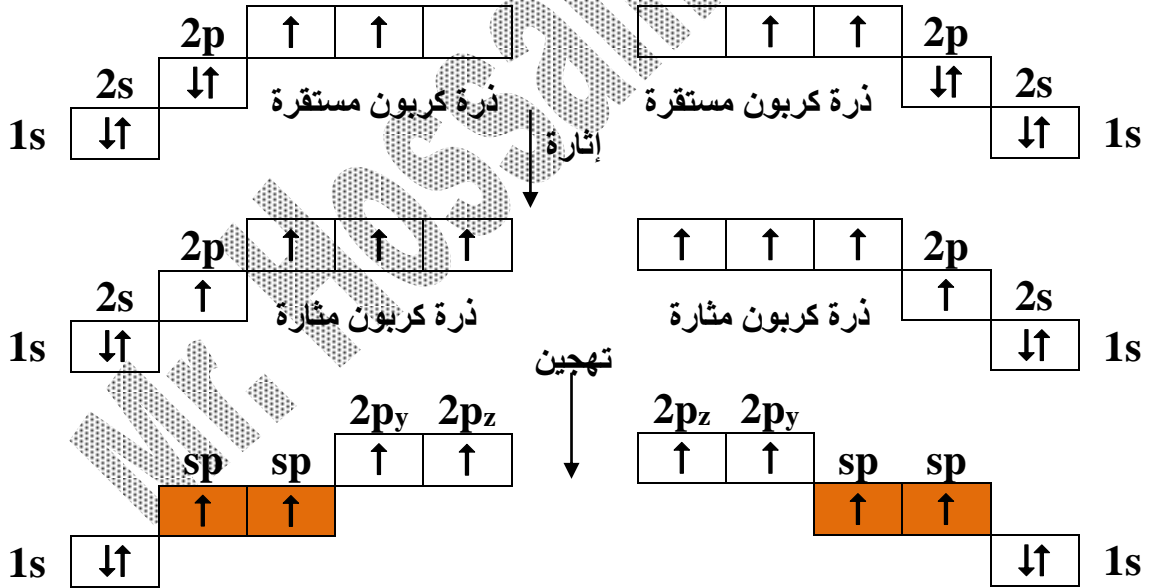 2p ↑ ↑ ↑ ↑ 2p
2s ↓↑ ↓↑ 2s
ذرة كربون مستقرة ذرة كربون مستقرة
1s ↓↑ ↓↑ 1s
إثارة
2p ↑ ↑ ↑ ↑ ↑ ↑ 2p
2s ↑ ↑ 2s
ذرة كربون مثارة ذرة كربون مثارة
1s ↓↑ ↓↑ 1s
تهجين
2py 2pz 2pz 2py
↑ ↑ ↑ ↑
sp sp sp sp
↑ ↑ ↑ ↑
1s ↓↑ ↓↑ 1s
Mr. Hossam